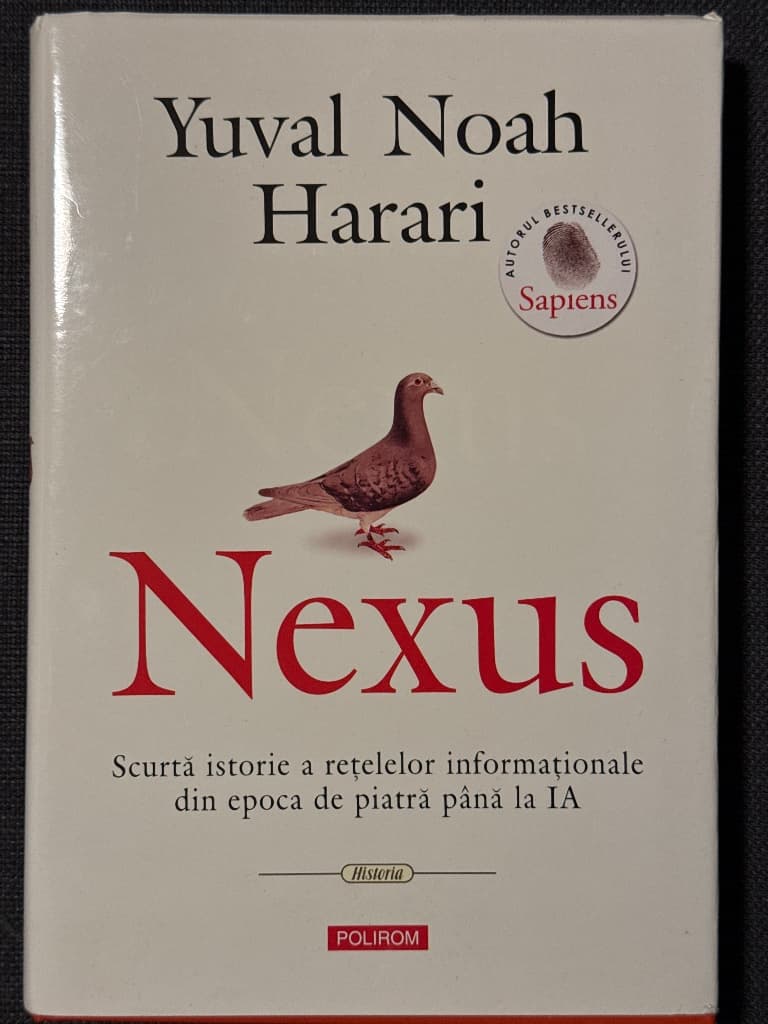 Yuval Noah
Harari
AUTORUL BESTSELLERULUI
Sapiens
Nexus
Scurtă istorie a rețelelor informaționale
din epoca de piatră până la IA
Historia
POLIROM